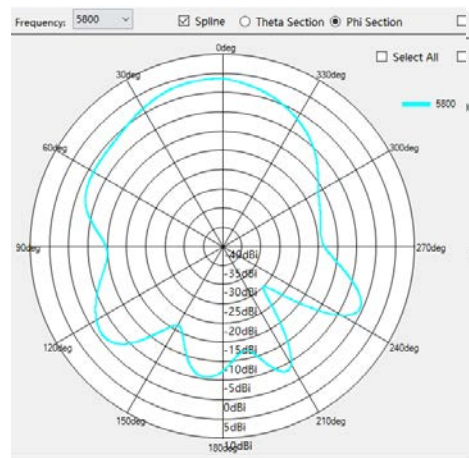 Frequency: 5800 Spline Theta Section Phi Section
Select All
5800
0deg
30deg 330deg
60deg 300deg
90deg 270deg
120deg 240deg
150deg 210deg
180deg
-40dBi
-35dBi
-30dBi
-25dBi
-20dBi
-15dBi
-10dBi
-5dBi
0dBi
5dBi
10dBi